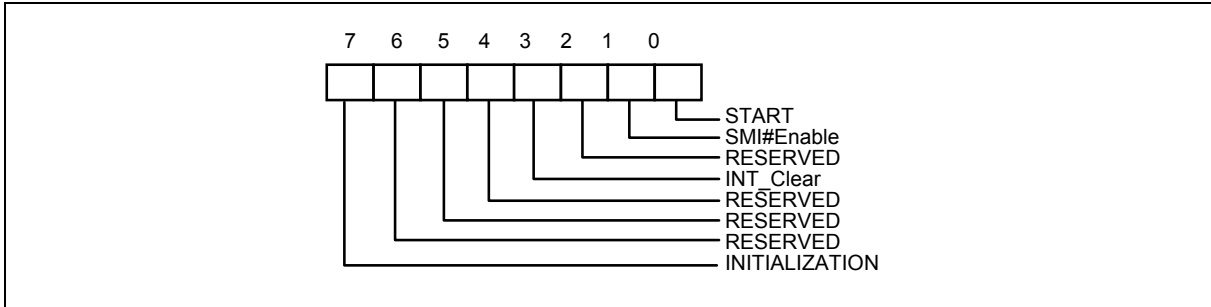 7 6 5 4 3 2 1 0
START
SMI#Enable
RESERVED
INT_Clear
RESERVED
RESERVED
RESERVED
INITIALIZATION